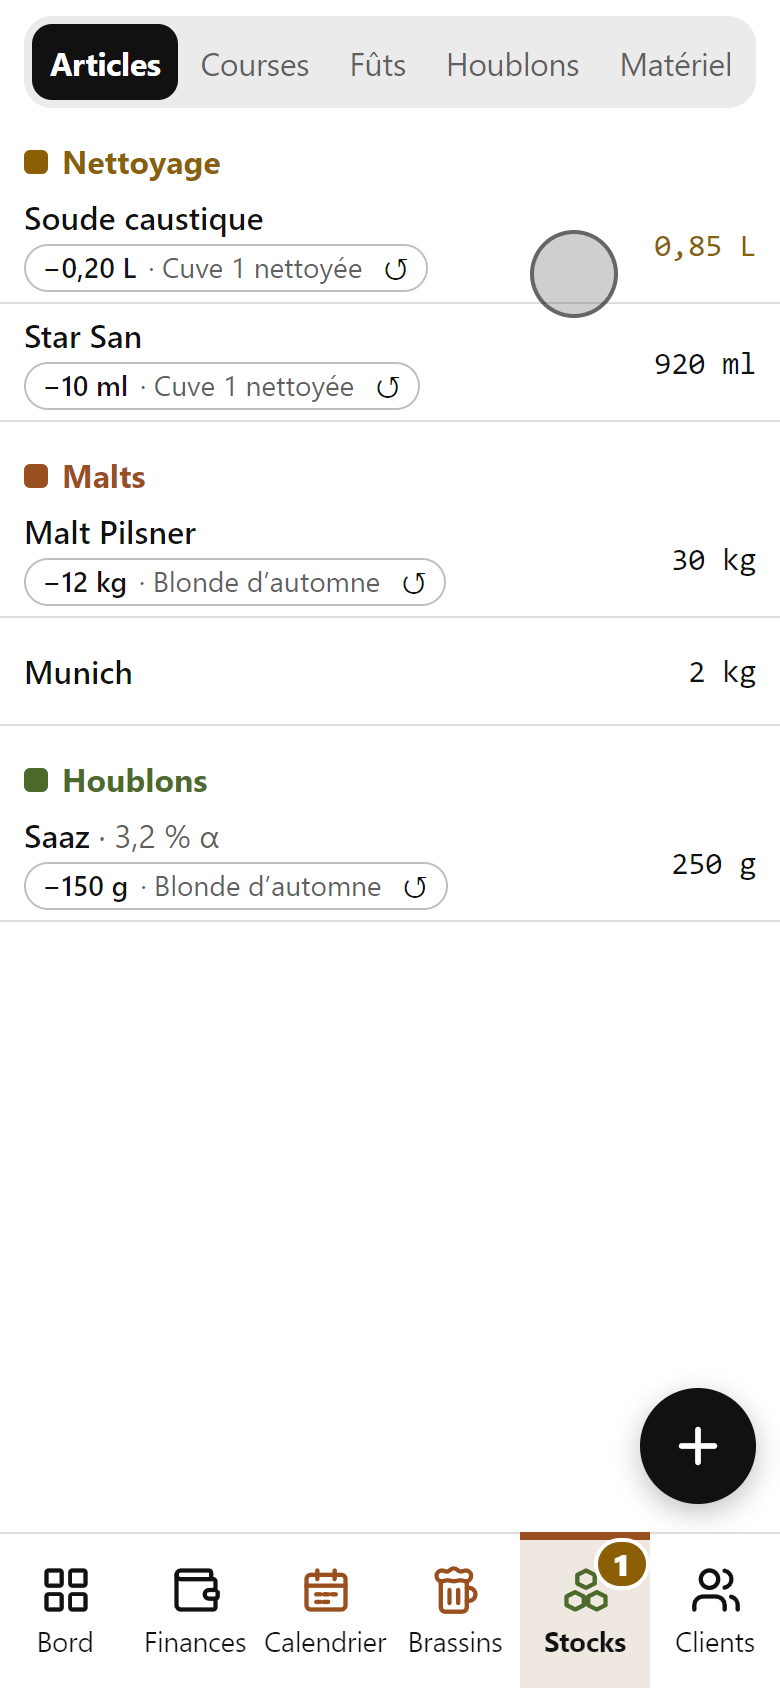 Articles Courses Fûts Houblons Matériel
Nettoyage
Soude caustique
−0,20 L · Cuve 1 nettoyée
0,85 L
Star San
−10 ml · Cuve 1 nettoyée
920 ml
Malts
Malt Pilsner
−12 kg · Blonde d’automne
30 kg
Munich
2 kg
Houblons
Saaz · 3,2 % α
−150 g · Blonde d’automne
250 g
1
Bord Finances Calendrier Brassins Stocks Clients